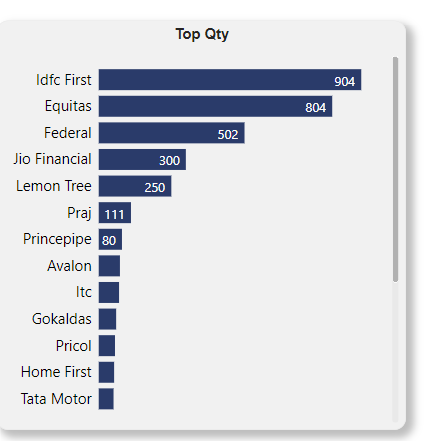 Top Qty
Idfc First 904
Equitas 804
Federal 502
Jio Financial 300
Lemon Tree 250
Praj 111
Princepipe 80
Avalon
Itc
Gokaldas
Pricol
Home First
Tata Motor